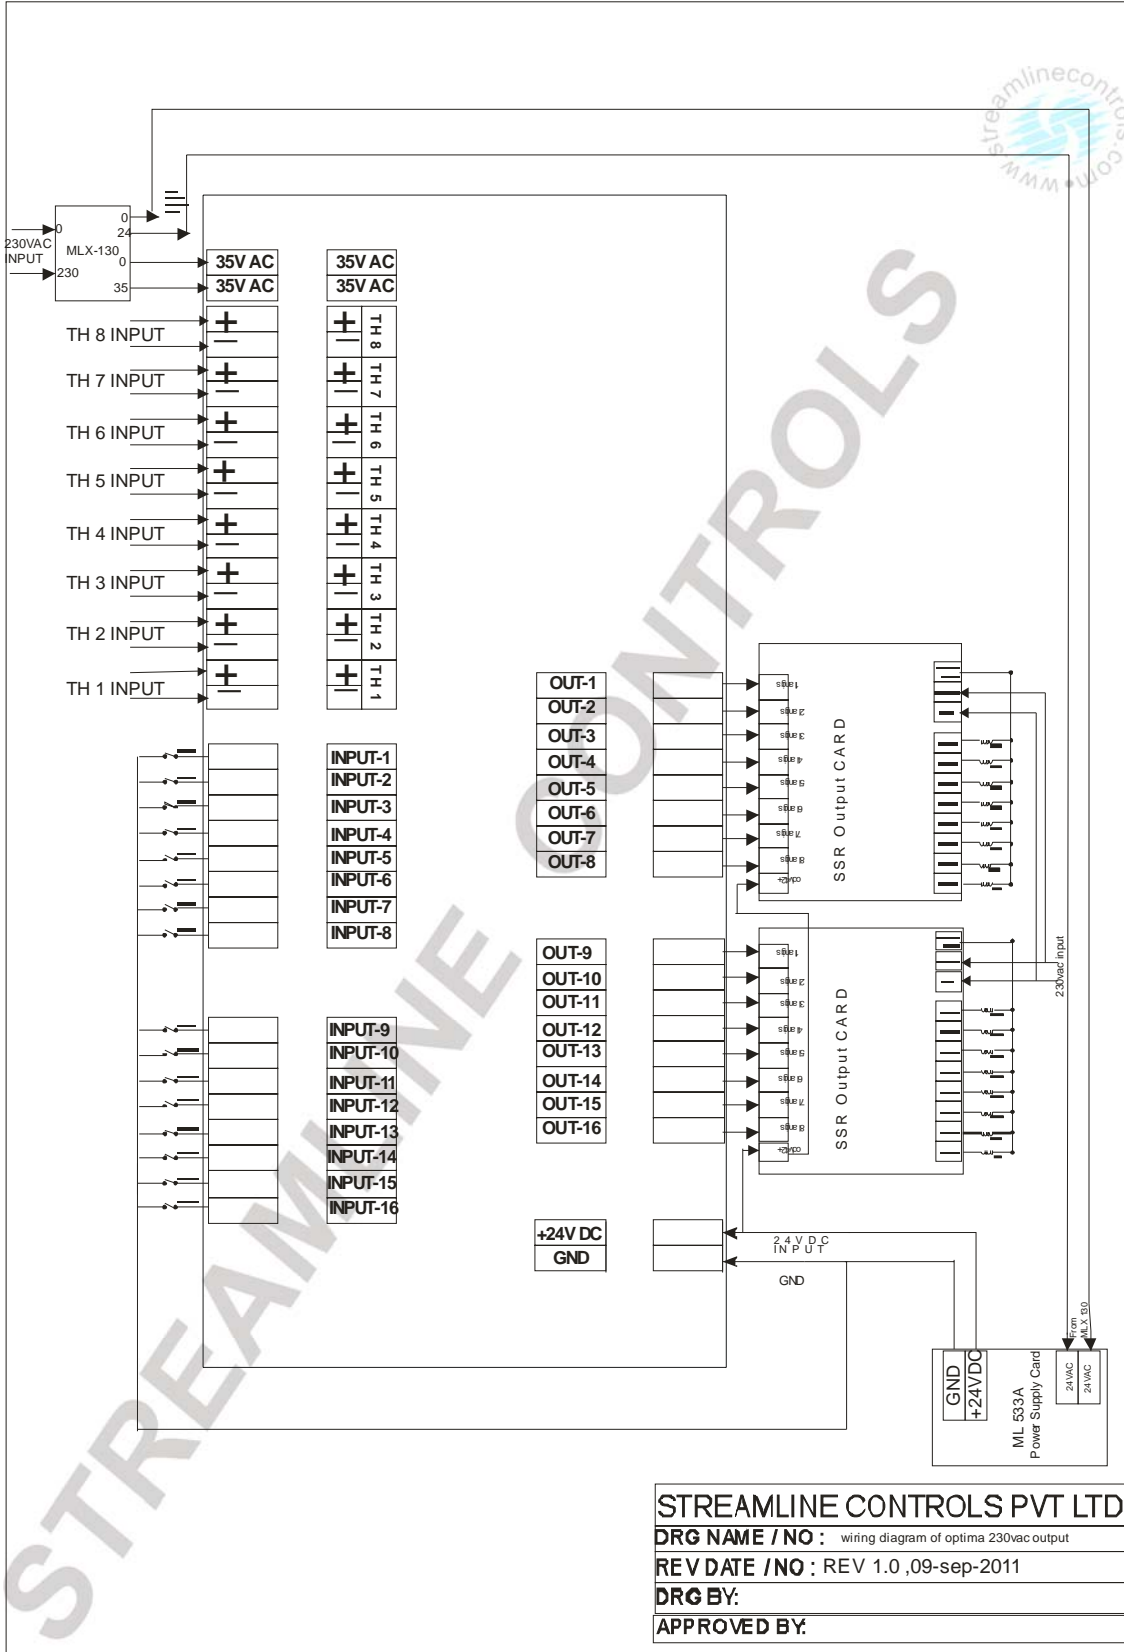 www.streamlinecontrols.com
STREAMLINE CONTROLS
230VAC
INPUT
0
230
MLX-130
0
24
0
35
35V AC
35V AC
35V AC
35V AC
TH 8 INPUT
+
—
+
—
TH 8
TH 7 INPUT
+
—
+
—
TH 7
TH 6 INPUT
+
—
+
—
TH 6
TH 5 INPUT
+
—
+
—
TH 5
TH 4 INPUT
+
—
+
—
TH 4
TH 3 INPUT
+
—
+
—
TH 3
TH 2 INPUT
+
—
+
—
TH 2
TH 1 INPUT
+
—
+
—
TH 1
INPUT-1
INPUT-2
INPUT-3
INPUT-4
INPUT-5
INPUT-6
INPUT-7
INPUT-8
INPUT-9
INPUT-10
INPUT-11
INPUT-12
INPUT-13
INPUT-14
INPUT-15
INPUT-16
OUT-1
OUT-2
OUT-3
OUT-4
OUT-5
OUT-6
OUT-7
OUT-8
SSR Output CARD
OUT-9
OUT-10
OUT-11
OUT-12
OUT-13
OUT-14
OUT-15
OUT-16
SSR Output CARD
230vac input
+24V DC
GND
24VDC
INPUT
GND
From
MLX 130
GND
+24VDC
ML 533A
Power Supply Card
24VAC
24VAC
STREAMLINE CONTROLS PVT LTD
DRG NAME / NO : wiring diagram of optima 230vac output
REV DATE / NO : REV 1.0 ,09-sep-2011
DRG BY:
APPROVED BY: